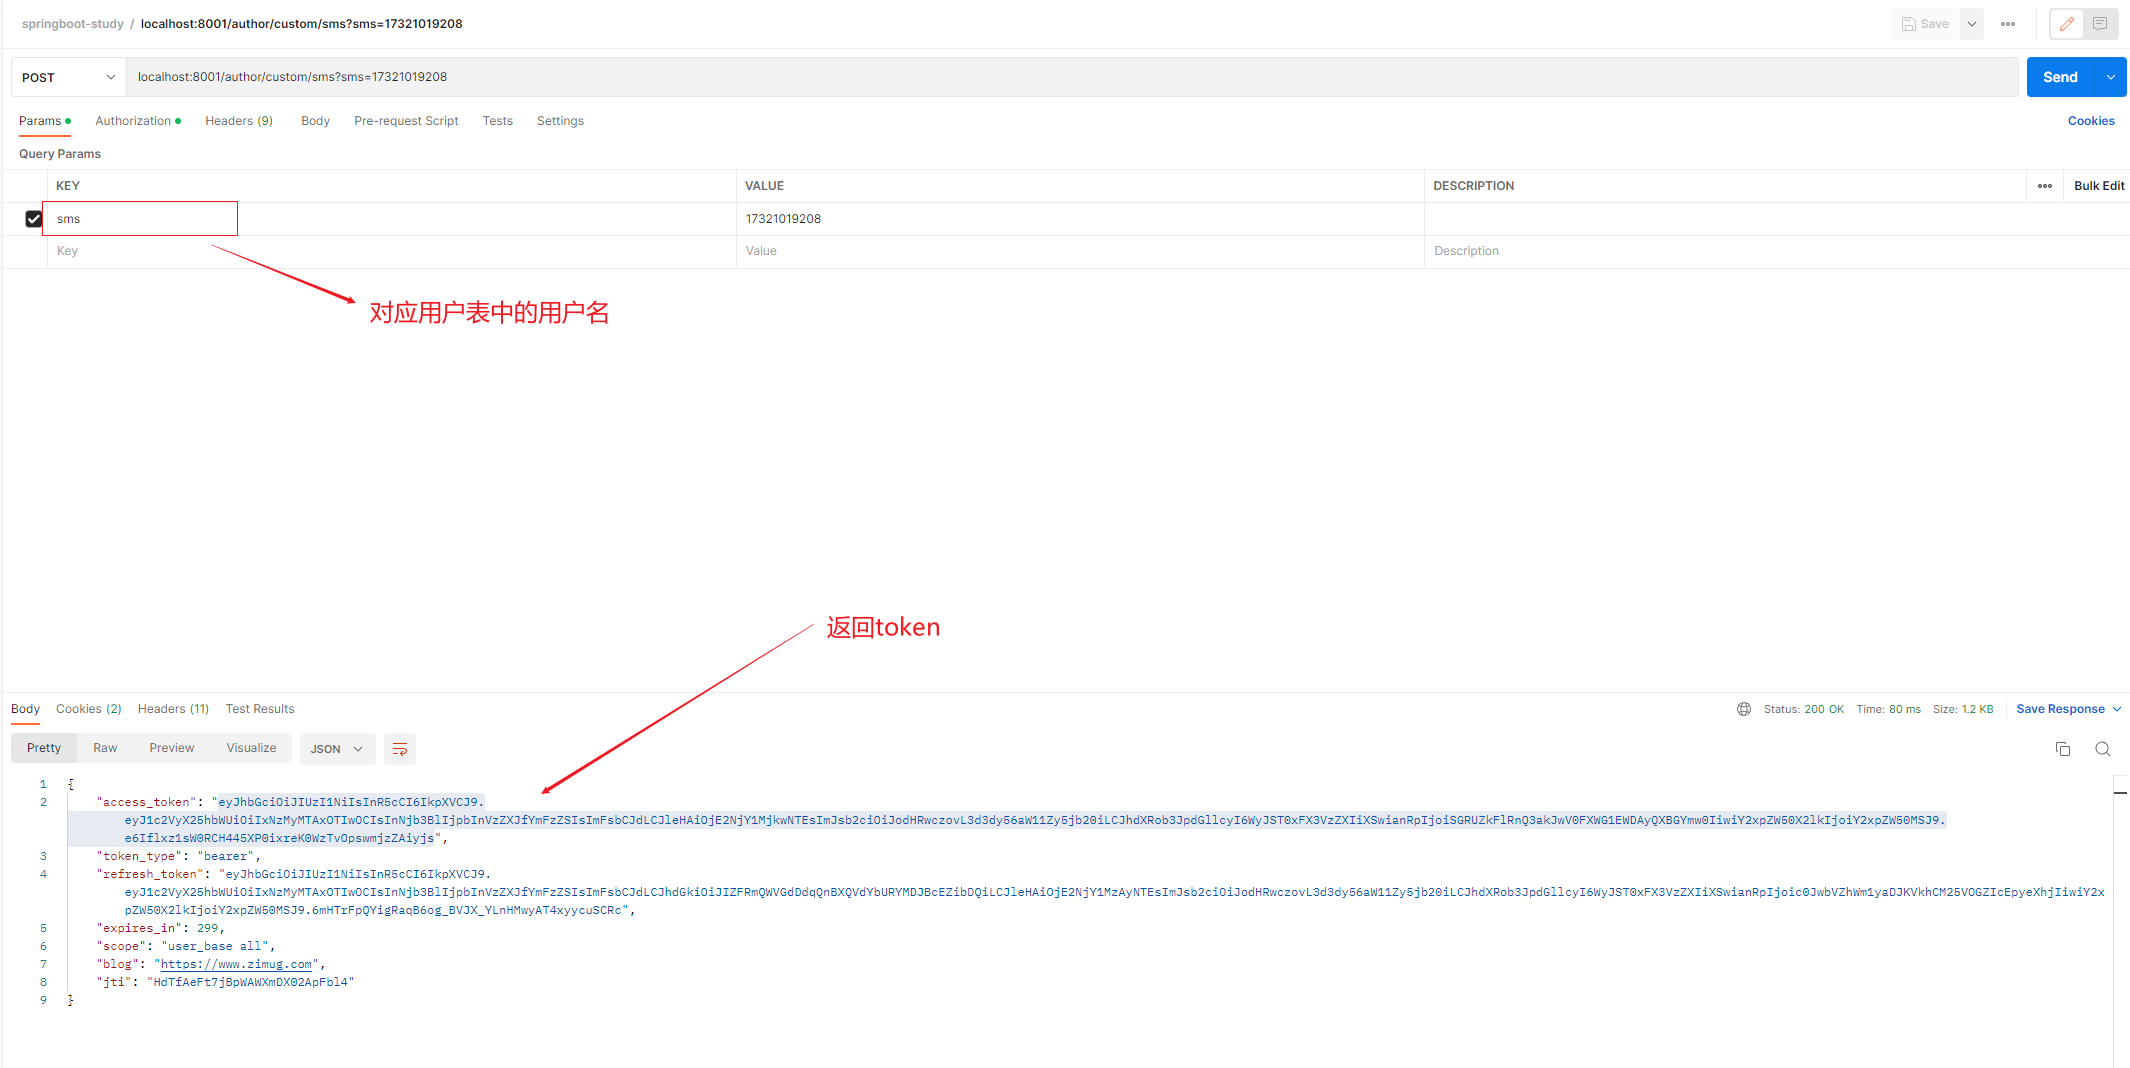 springboot-study / localhost:8001/author/custom/sms?sms=17321019208
Save
POST
localhost:8001/author/custom/sms?sms=17321019208
Send
Params Authorization Headers (9) Body Pre-request Script Tests Settings
Cookies
Query Params
KEY VALUE DESCRIPTION
Bulk Edit
sms 17321019208
Key Value Description
对应用户表中的用户名
返回token
Body Cookies (2) Headers (11) Test Results
Status: 200 OK Time: 80 ms Size: 1.2 KB Save Response
Pretty Raw Preview Visualize JSON
1 {
2 "access_token": "eyJhbGciOiJIUzI1NiIsInR5cCI6IkpXVCJ9.
eyJ1c2VyX25hbWUiOiIxNzMyMTAxOTIwOCIsInNjb3BlIjpbInVzZXJfYmFzZSIsImFsbCJdLCJleHAiOjE2NjY1MjkwNTEsImJsb2ciOiJodHRwczovL3d3dy56aW11Zy5jb20iLCJhdXRob3JpdGllcyI6WyJST0xFX3VzZXIiXSwianRpIjoiSGRUZkFlRnQ3akJwV0FXWG1EWDAyQXBGYmw0IiwiY2xpZW50X2lkIjoiY2xpZW50MSJ9.
e6Iflxz1sW0RCH445XP0ixreK0WzTvOpswmjzZAiyjs",
3 "token_type": "bearer",
4 "refresh_token": "eyJhbGciOiJIUzI1NiIsInR5cCI6IkpXVCJ9.
eyJ1c2VyX25hbWUiOiIxNzMyMTAxOTIwOCIsInNjb3BlIjpbInVzZXJfYmFzZSIsImFsbCJdLCJhdGkiOiJIZFRmQWVGdDdqQnBXQVdYbURYMDJBcEZibDQiLCJleHAiOjE2NjY1MzAyNTEsImJsb2ciOiJodHRwczovL3d3dy56aW11Zy5jb20iLCJhdXRob3JpdGllcyI6WyJST0xFX3VzZXIiXSwianRpIjoic0JwbVZhWm1yaDJKVkhCM25VOGZIcEpyeXhjIiwiY2x
pZW50X2lkIjoiY2xpZW50MSJ9.6mHTrFpQYigRaqB6og_BVJX_YLnHMwyAT4xyycuSCRc",
5 "expires_in": 299,
6 "scope": "user_base all",
7 "blog": "https://www.zimug.com",
8 "jti": "HdTfAeFt7jBpWAWXmDX02ApFbl4"
9 }